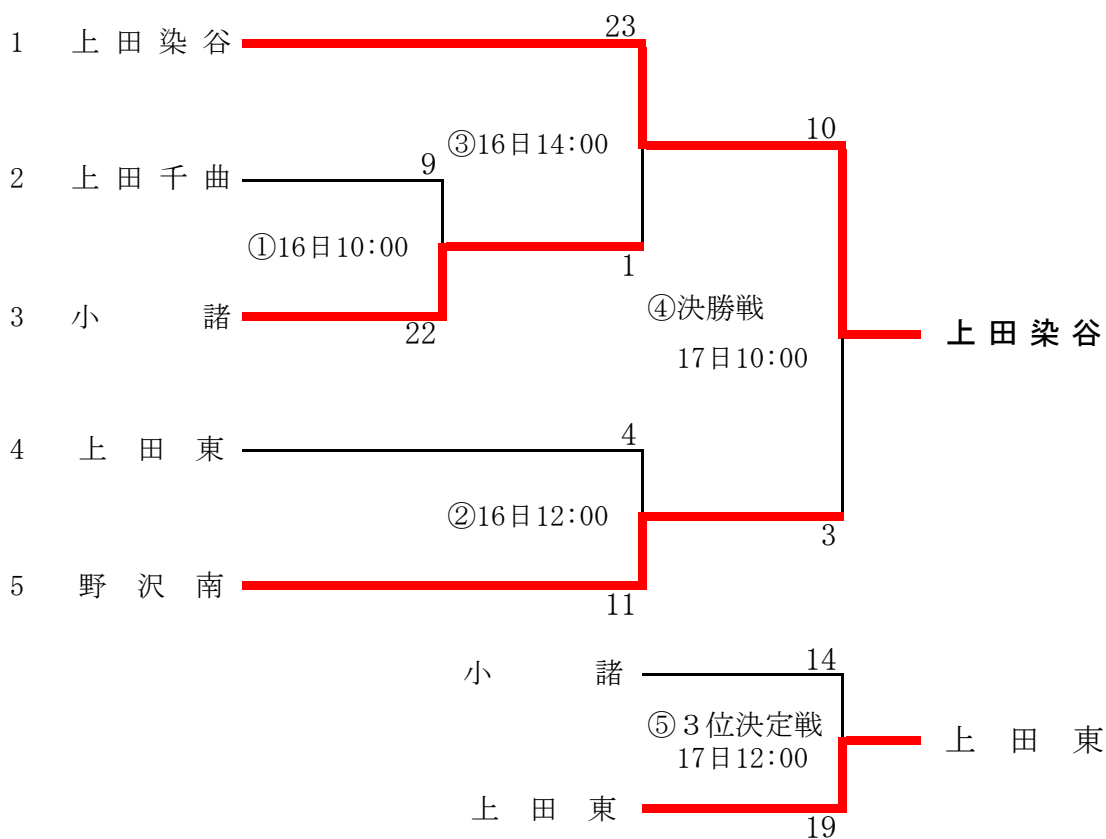 23
1 上田染谷
10
③16日14:00
9
2 上田千曲
①16日10:00
1
④決勝戦
3 小諸
22
上田染谷
17日10:00
4
4 上田東
②16日12:00
3
5 野沢南
11
14
小諸
⑤3位決定戦
上田東
17日12:00
上田東
19